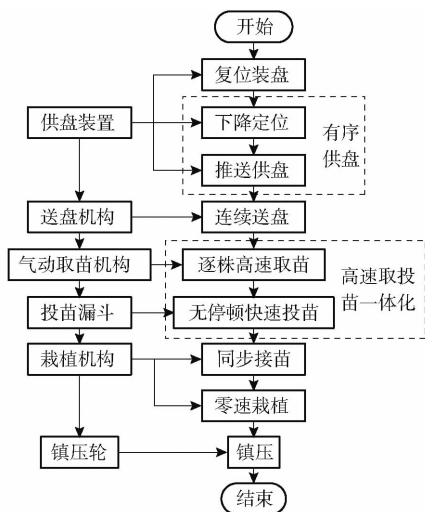 开始
复位装盘
供盘装置
下降定位
有序
供盘
推送供盘
送盘机构
连续送盘
气动取苗机构
逐株高速取苗
高速取投
苗一体化
投苗漏斗
无停顿快速投苗
栽植机构
同步接苗
零速栽植
镇压轮
镇压
结束